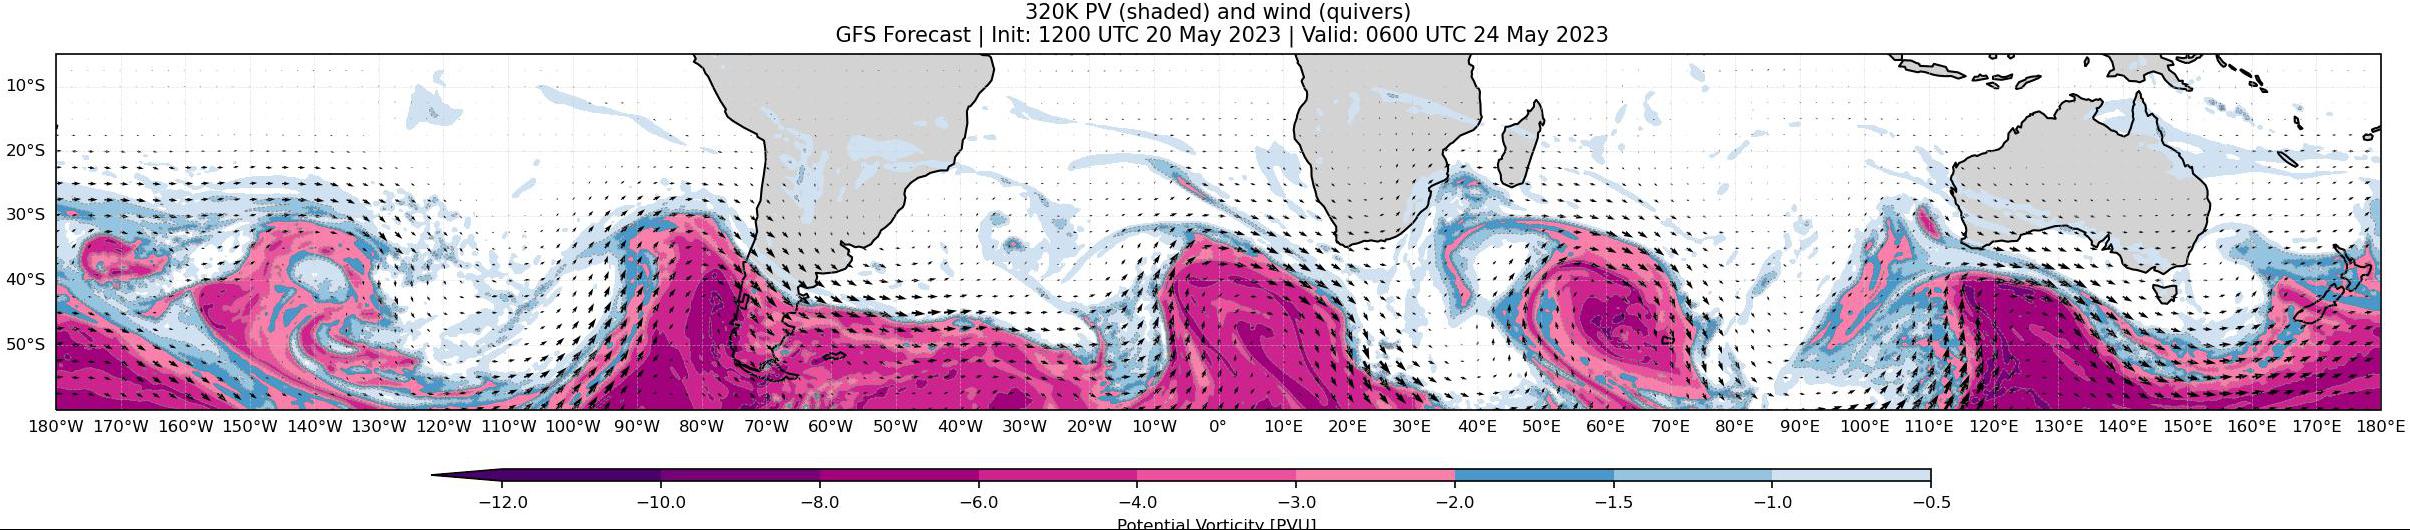 320K PV (shaded) and wind (quivers)
GFS Forecast | Init: 1200 UTC 20 May 2023 | Valid: 0600 UTC 24 May 2023
10°S
20°S
30°S
40°S
50°S
180°W 170°W 160°W 150°W 140°W 130°W 120°W 110°W 100°W 90°W 80°W 70°W 60°W 50°W 40°W 30°W 20°W 10°W 0° 10°E 20°E 30°E 40°E 50°E 60°E 70°E 80°E 90°E 100°E 110°E 120°E 130°E 140°E 150°E 160°E 170°E 180°E
−12.0 −10.0 −8.0 −6.0 −4.0 −3.0 −2.0 −1.5 −1.0 −0.5
Potential Vorticity [PVU]